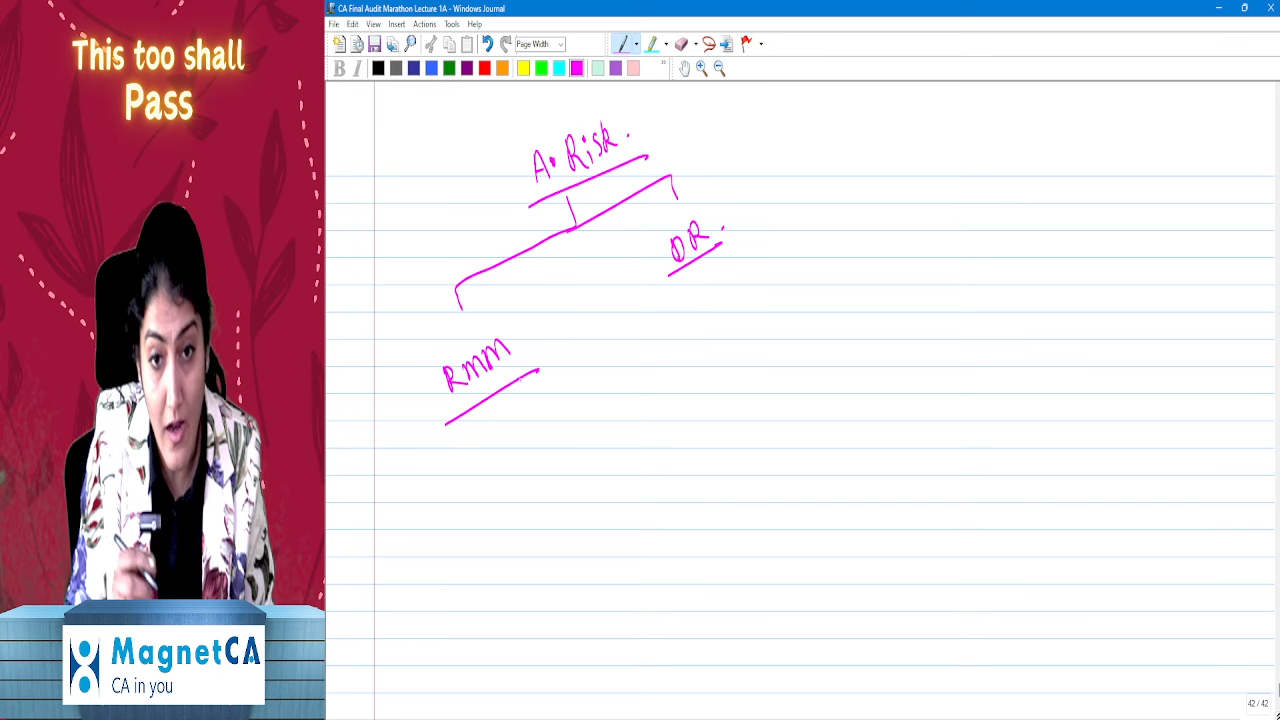 This too shall
Pass
CA Final Audit Marathon Lecture 1A - Windows Journal
File Edit View Insert Actions Tools Help
Page Width
B I
A. Risk.
DR.
RMM
MagnetCA
CA in you
42 / 42